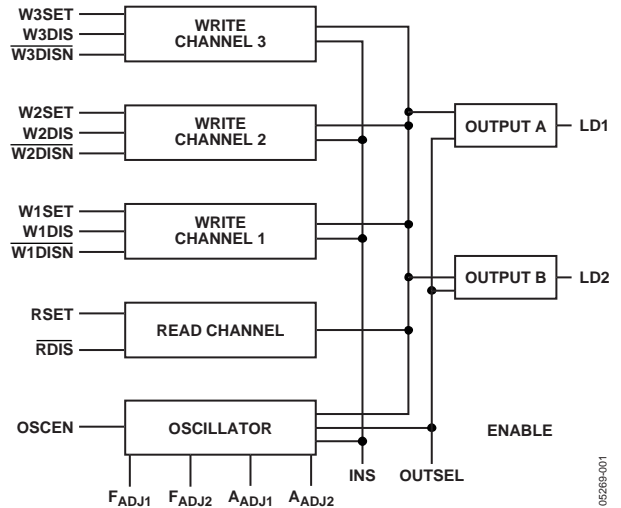 W3SET
W3DIS
W3DISN
WRITE
CHANNEL 3
W2SET
W2DIS
W2DISN
WRITE
CHANNEL 2
OUTPUT A
LD1
W1SET
W1DIS
W1DISN
WRITE
CHANNEL 1
OUTPUT B
LD2
RSET
RDIS
READ CHANNEL
OSCEN
OSCILLATOR
ENABLE
INS
OUTSEL
FADJ1
FADJ2
AADJ1
AADJ2
05269-001